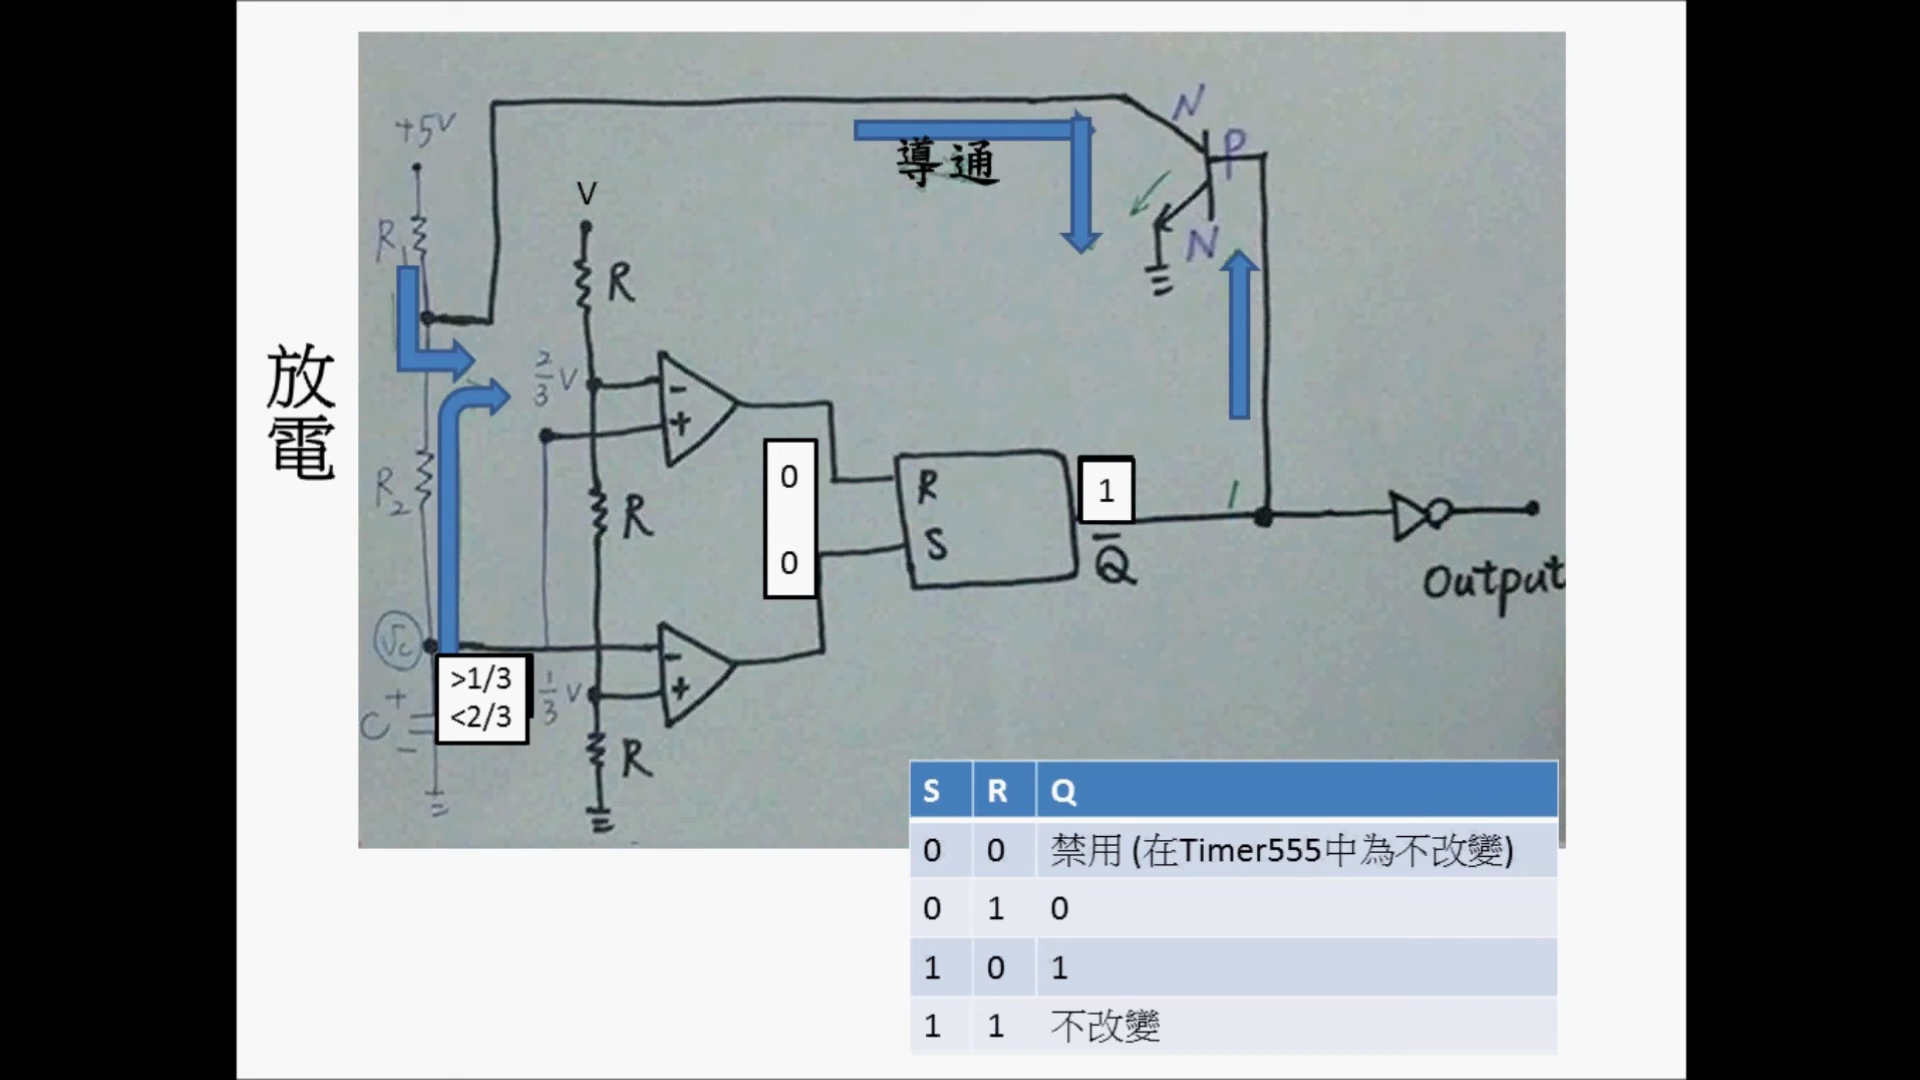 放電
+5V
R₁
R₂
Vc
C
+
-
>1/3
<2/3
V
R
2/3 V
R
1/3 V
R
-
+
-
+
0
0
R
S
1
Q̅
1
導通
N
P
N
Output
S R Q
0 0 禁用 (在Timer555中為不改變)
0 1 0
1 0 1
1 1 不改變